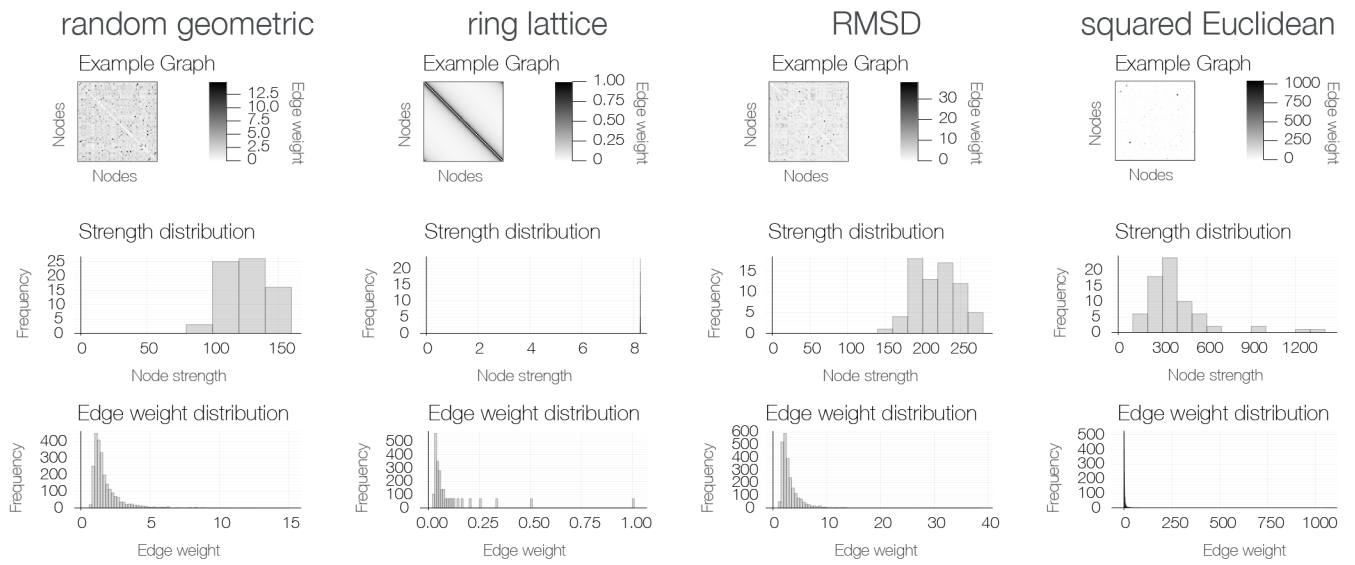 random geometric
Example Graph
Nodes
Nodes
12.5
10.0
7.5
5.0
2.5
0
Edge weight
Strength distribution
Frequency
25
20
15
10
5
0
0 50 100 150
Node strength
Edge weight distribution
Frequency
400
300
200
100
0
0 5 10 15
Edge weight
ring lattice
Example Graph
Nodes
Nodes
1.00
0.75
0.50
0.25
0
Edge weight
Strength distribution
Frequency
20
15
10
5
0
0 2 4 6 8
Node strength
Edge weight distribution
Frequency
500
400
300
200
100
0
0.00 0.25 0.50 0.75 1.00
Edge weight
RMSD
Example Graph
Nodes
Nodes
30
20
10
0
Edge weight
Strength distribution
Frequency
15
10
5
0
0 50 100 150 200 250
Node strength
Edge weight distribution
Frequency
600
500
400
300
200
100
0
0 10 20 30 40
Edge weight
squared Euclidean
Example Graph
Nodes
Nodes
1000
750
500
250
0
Edge weight
Strength distribution
Frequency
20
15
10
5
0
0 300 600 900 1200
Node strength
Edge weight distribution
Frequency
500
400
300
200
100
0
0 250 500 750 1000
Edge weight